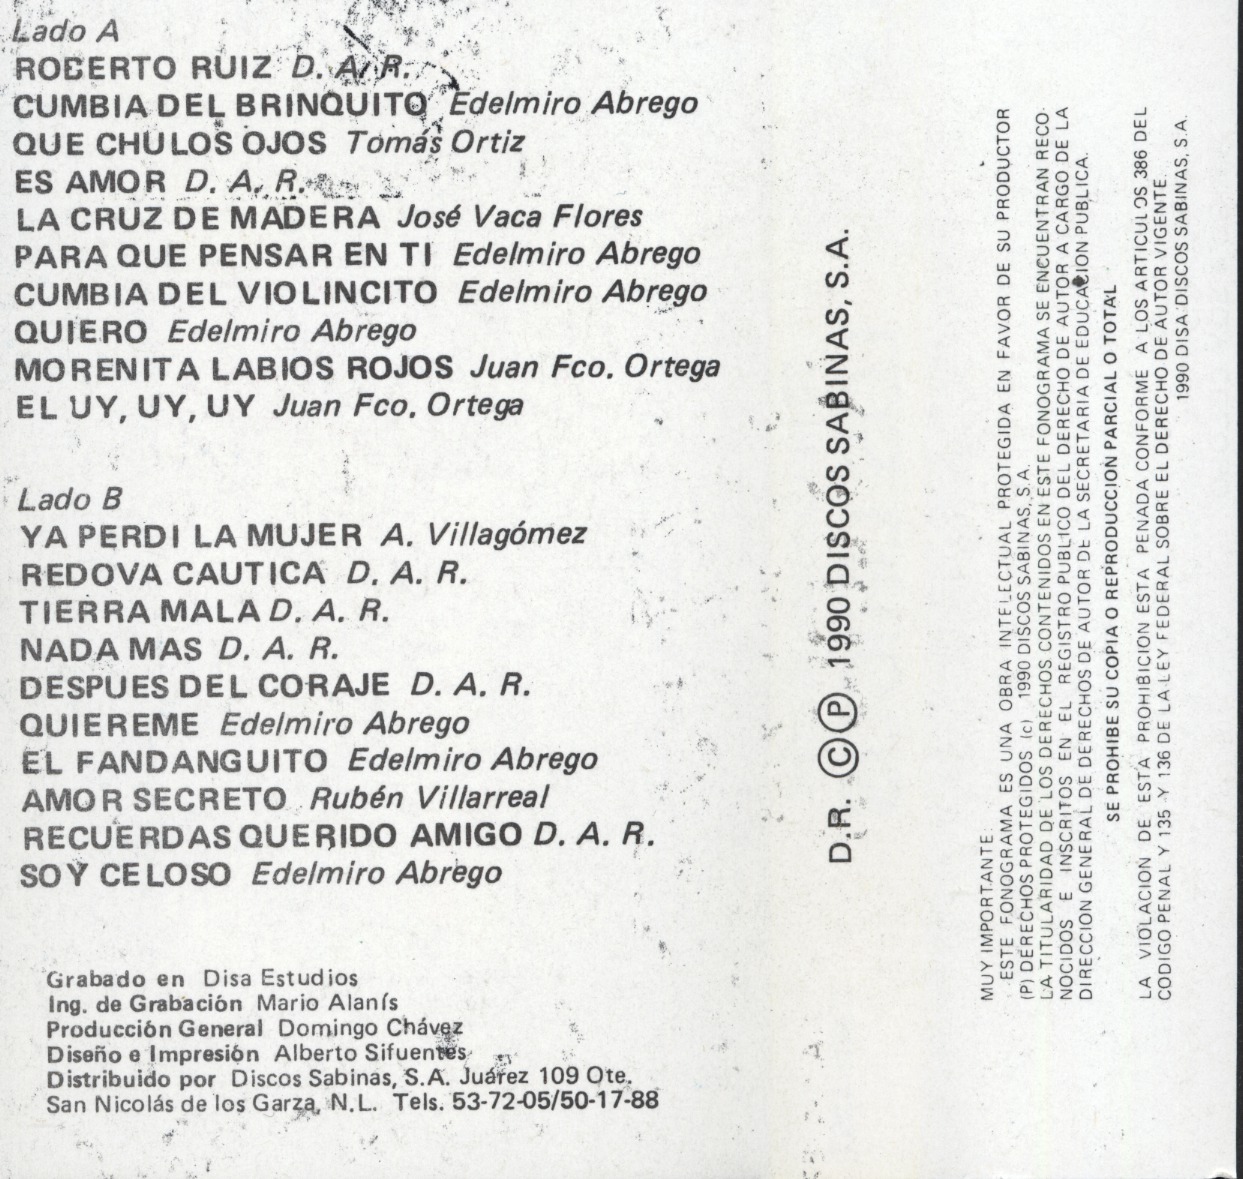 Lado A
ROBERTO RUIZ D. A. R.
CUMBIA DEL BRINQUITO Edelmiro Abrego
QUE CHULOS OJOS Tomás Ortiz
ES AMOR D. A. R.
LA CRUZ DE MADERA José Vaca Flores
PARA QUE PENSAR EN TI Edelmiro Abrego
CUMBIA DEL VIOLINCITO Edelmiro Abrego
QUIERO Edelmiro Abrego
MORENITA LABIOS ROJOS Juan Fco. Ortega
EL UY, UY, UY Juan Fco. Ortega
Lado B
YA PERDI LA MUJER A. Villagómez
REDOVA CAUTICA D. A. R.
TIERRA MALA D. A. R.
NADA MAS D. A. R.
DESPUES DEL CORAJE D. A. R.
QUIEREME Edelmiro Abrego
EL FANDANGUITO Edelmiro Abrego
AMOR SECRETO Rubén Villarreal
RECUERDAS QUERIDO AMIGO D. A. R.
SOY CELOSO Edelmiro Abrego
Grabado en Disa Estudios
Ing. de Grabación Mario Alanís
Producción General Domingo Chávez
Diseño e Impresión Alberto Sifuentes
Distribuido por Discos Sabinas, S.A. Juárez 109 Ote.
San Nicolás de los Garza, N.L. Tels. 53-72-05/50-17-88
D.R. © Ⓟ 1990 DISCOS SABINAS, S.A.
MUY IMPORTANTE
ESTE FONOGRAMA ES UNA OBRA INTELECTUAL PROTEGIDA EN FAVOR DE SU PRODUCTOR
(P) DERECHOS PROTEGIDOS (c) 1990 DISCOS SABINAS, S.A.
LA TITULARIDAD DE LOS DERECHOS CONTENIDOS EN ESTE FONOGRAMA SE ENCUENTRAN RECO-
NOCIDOS E INSCRITOS EN EL REGISTRO PUBLICO DEL DERECHO DE AUTOR A CARGO DE LA
DIRECCION GENERAL DE DERECHOS DE AUTOR DE LA SECRETARIA DE EDUCACION PUBLICA.
SE PROHIBE SU COPIA O REPRODUCCION PARCIAL O TOTAL
LA VIOLACION DE ESTA PROHIBICION ESTA PENADA CONFORME A LOS ARTICULOS 386 DEL
CODIGO PENAL Y 135 Y 136 DE LA LEY FEDERAL SOBRE EL DERECHO DE AUTOR VIGENTE.
1990 DISA DISCOS SABINAS, S.A.